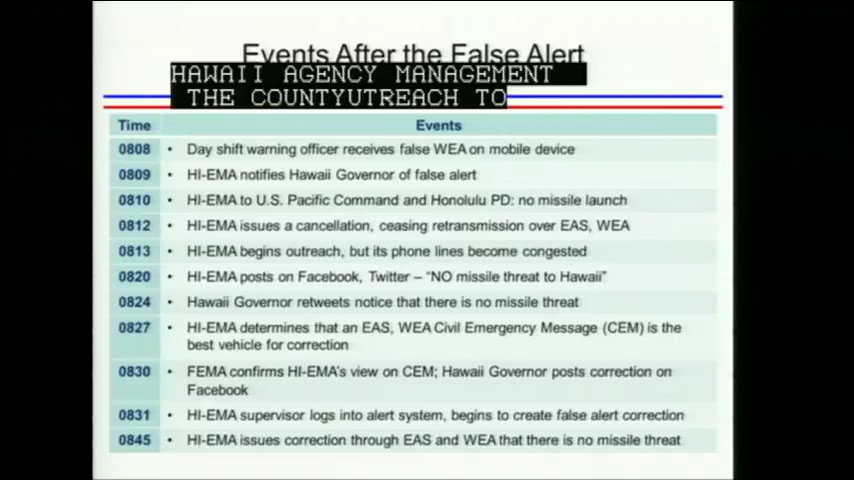 Events After the False Alert
HAWAII AGENCY MANAGEMENT
THE COUNTYUTREACH TO
Time Events
0808 • Day shift warning officer receives false WEA on mobile device
0809 • HI-EMA notifies Hawaii Governor of false alert
0810 • HI-EMA to U.S. Pacific Command and Honolulu PD: no missile launch
0812 • HI-EMA issues a cancellation, ceasing retransmission over EAS, WEA
0813 • HI-EMA begins outreach, but its phone lines become congested
0820 • HI-EMA posts on Facebook, Twitter – “NO missile threat to Hawaii”
0824 • Hawaii Governor retweets notice that there is no missile threat
0827 • HI-EMA determines that an EAS, WEA Civil Emergency Message (CEM) is the
best vehicle for correction
0830 • FEMA confirms HI-EMA’s view on CEM; Hawaii Governor posts correction on
Facebook
0831 • HI-EMA supervisor logs into alert system, begins to create false alert correction
0845 • HI-EMA issues correction through EAS and WEA that there is no missile threat